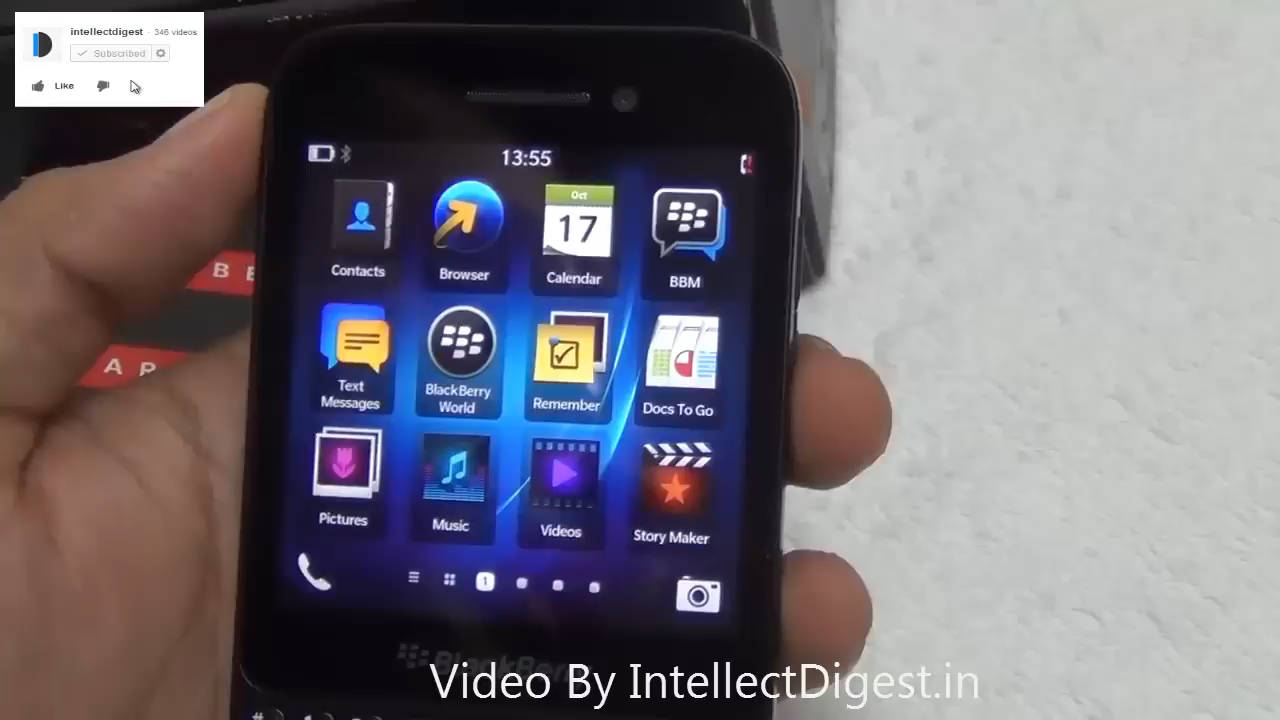 intellectdigest · 346 videos
Subscribed
Like
13:55
Contacts
Browser
Oct
17
Calendar
BBM
Text
Messages
BlackBerry
World
Remember
Docs To Go
Pictures
Music
Videos
Story Maker
1
BlackBerry
Video By IntellectDigest.in
B E
A R
#